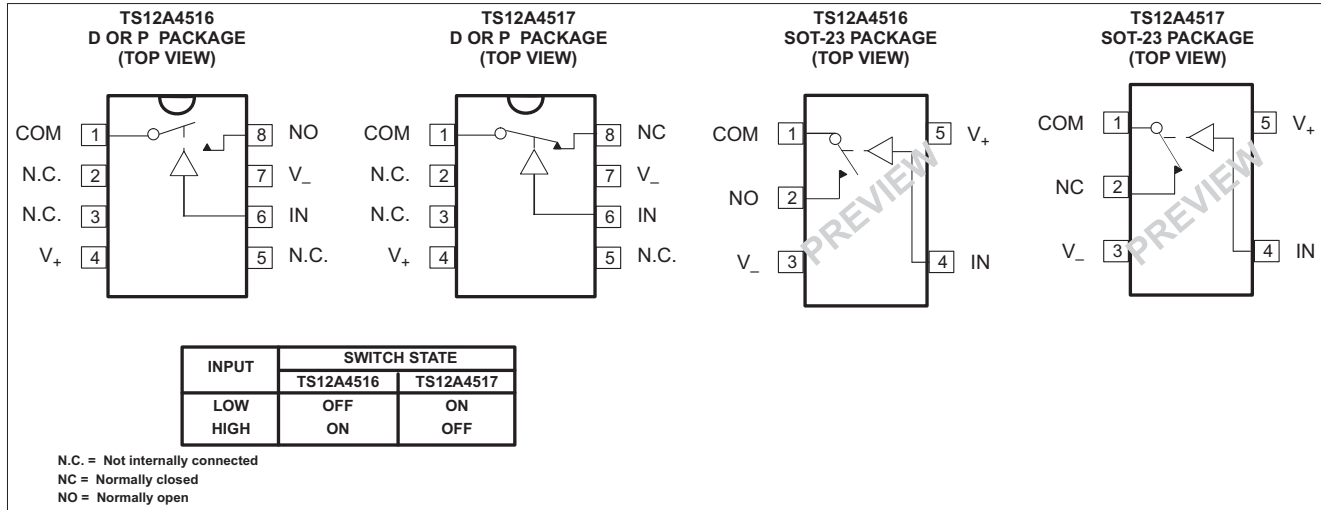 TS12A4516
D OR P PACKAGE
(TOP VIEW)
COM 1 8 NO
N.C. 2 7 V_
N.C. 3 6 IN
V+ 4 5 N.C.
TS12A4517
D OR P PACKAGE
(TOP VIEW)
COM 1 8 NC
N.C. 2 7 V_
N.C. 3 6 IN
V+ 4 5 N.C.
TS12A4516
SOT-23 PACKAGE
(TOP VIEW)
COM 1 5 V+
NO 2
V_ 3 4 IN
PREVIEW
TS12A4517
SOT-23 PACKAGE
(TOP VIEW)
COM 1 5 V+
NC 2
V_ 3 4 IN
PREVIEW
INPUT SWITCH STATE
TS12A4516 TS12A4517
LOW OFF ON
HIGH ON OFF
N.C. = Not internally connected
NC = Normally closed
NO = Normally open